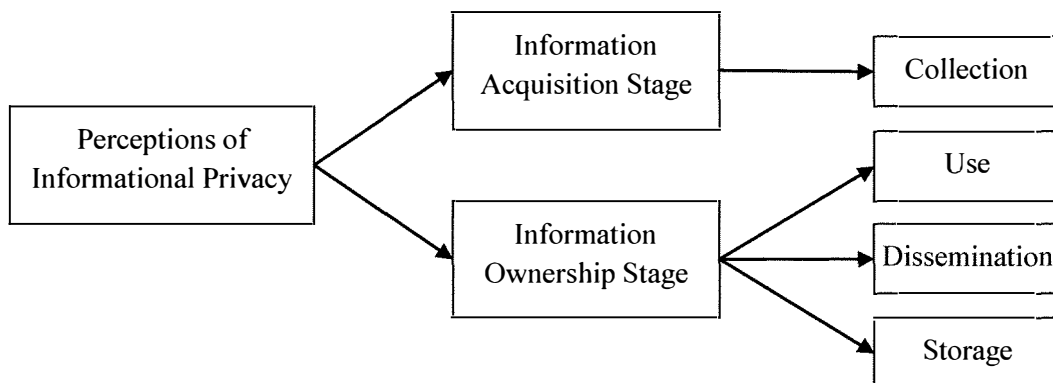 Perceptions of
Informational Privacy
Information
Acquisition Stage
Information
Ownership Stage
Collection
Use
Dissemination
Storage